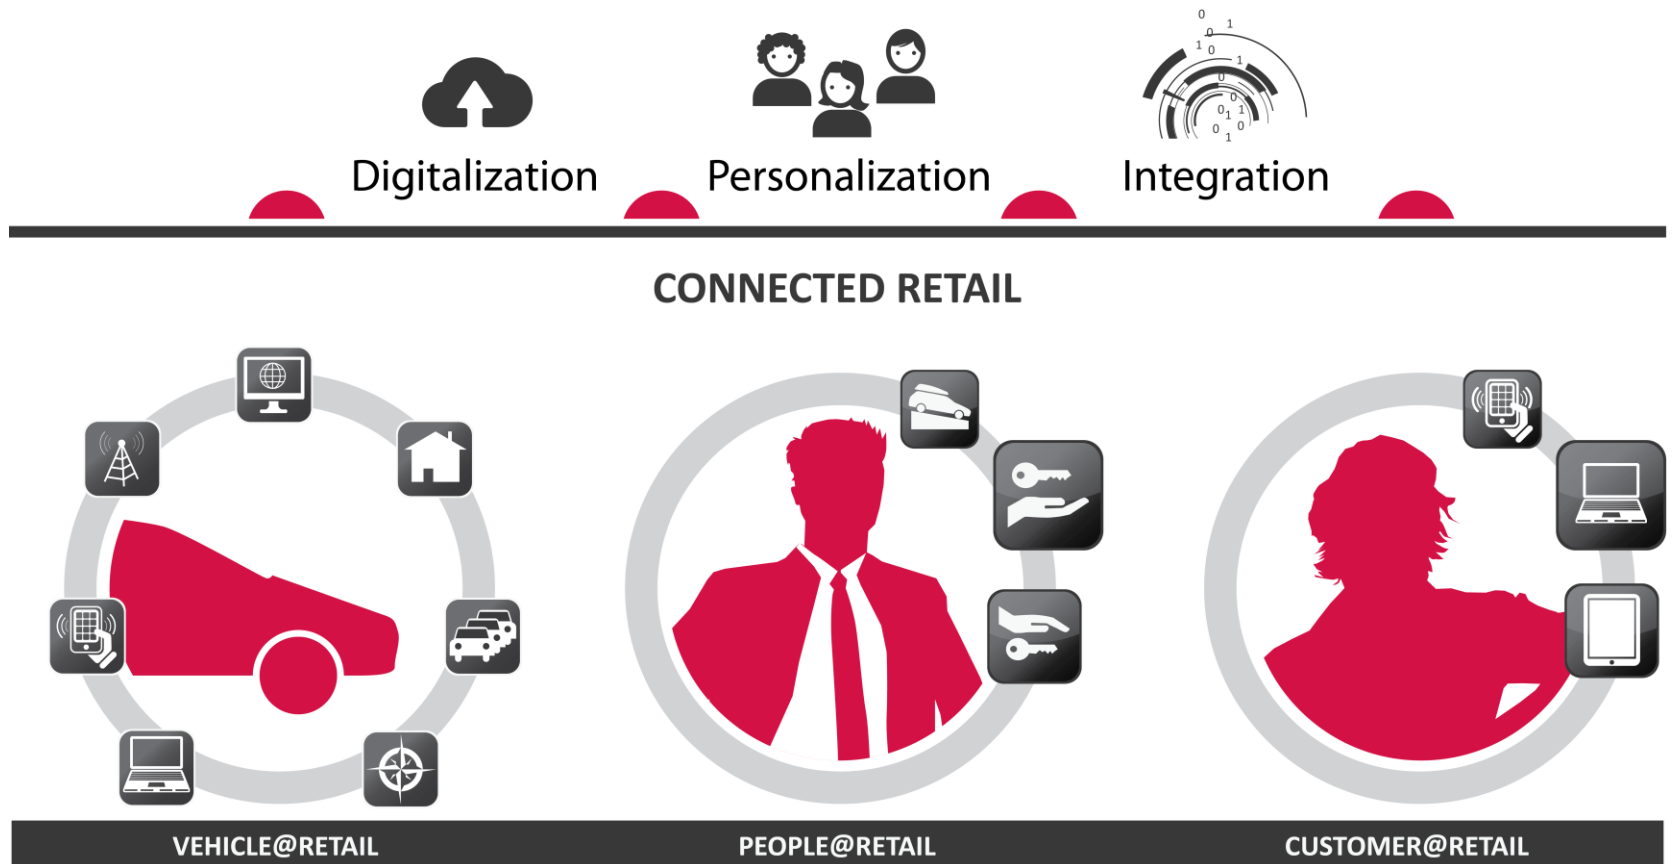 Digitalization
Personalization
Integration
CONNECTED RETAIL
VEHICLE@RETAIL
PEOPLE@RETAIL
CUSTOMER@RETAIL